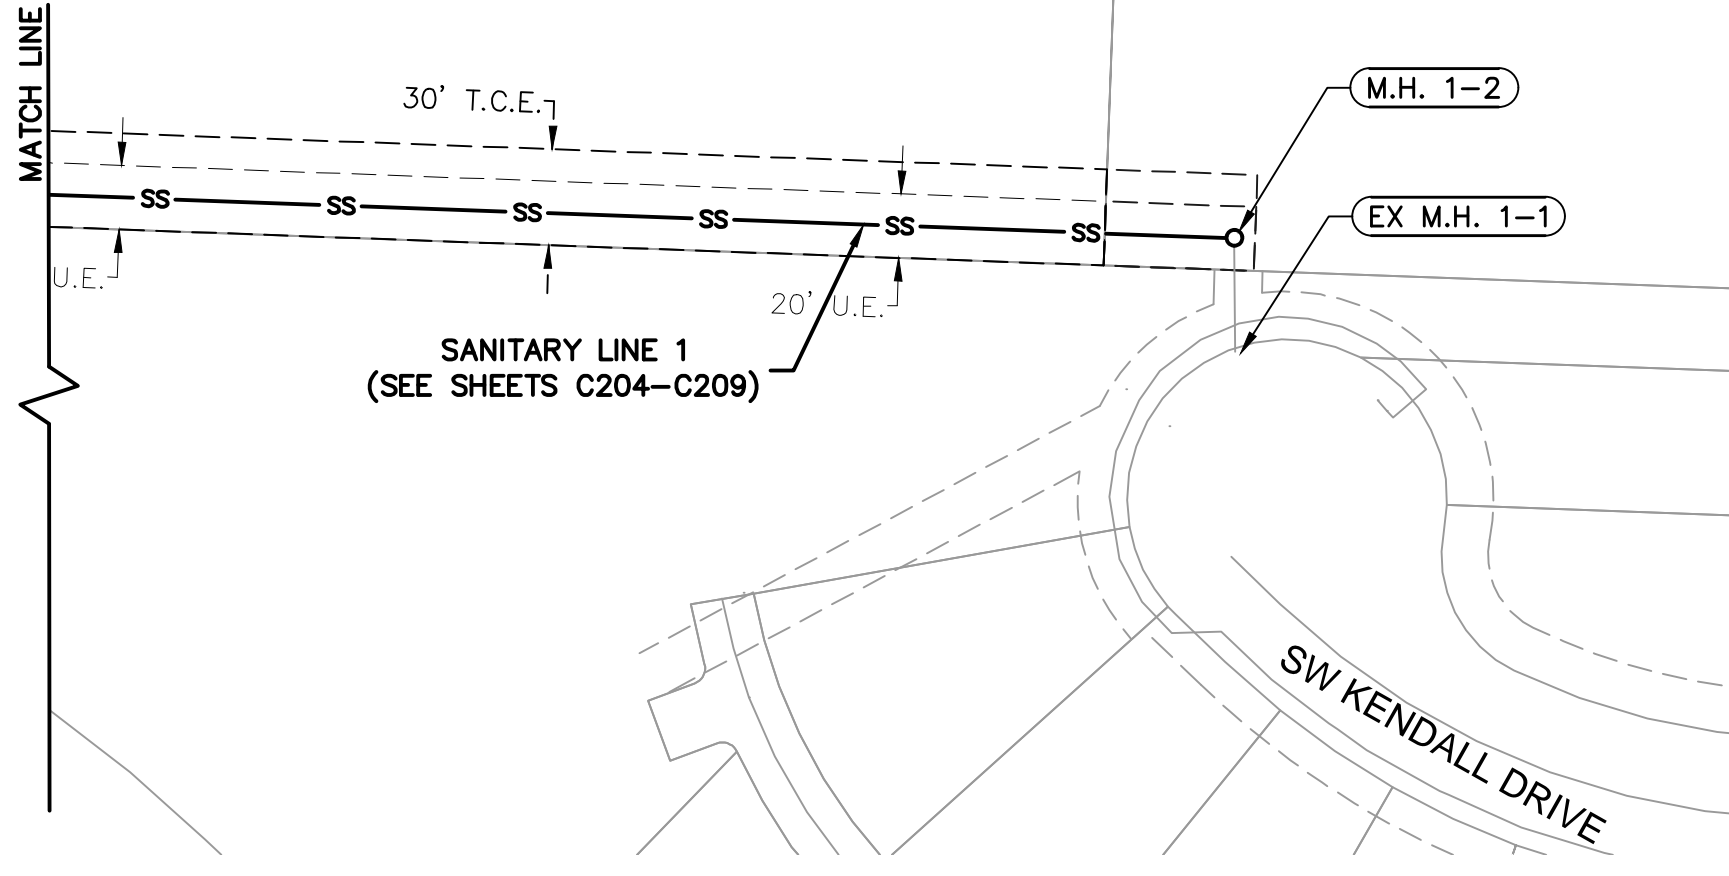 MATCH LINE
30' T.C.E.
M.H. 1-2
SS SS SS SS SS SS
EX M.H. 1-1
U.E.
20' U.E.
SANITARY LINE 1
(SEE SHEETS C204-C209)
SW KENDALL DRIVE